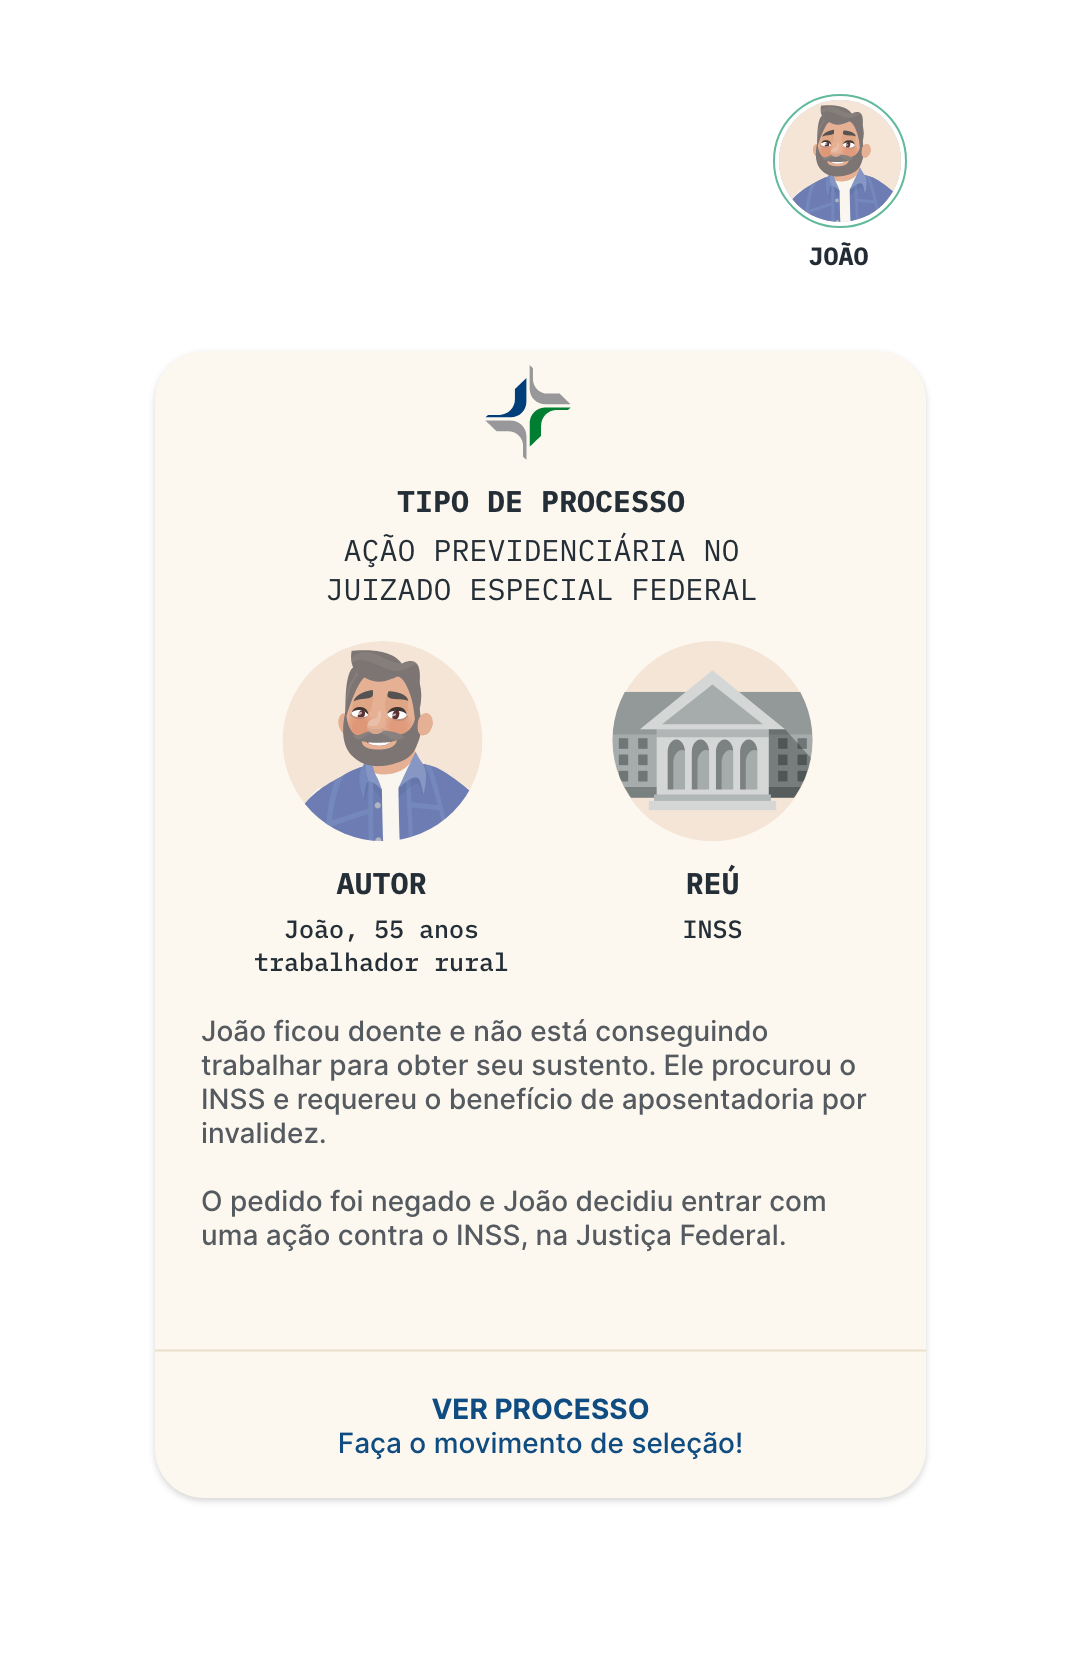 JOÃO
TIPO DE PROCESSO
AÇÃO PREVIDENCIÁRIA NO
JUIZADO ESPECIAL FEDERAL
AUTOR
João, 55 anos
trabalhador rural
REÚ
INSS
João ficou doente e não está conseguindo
trabalhar para obter seu sustento. Ele procurou o
INSS e requereu o benefício de aposentadoria por
invalidez.
O pedido foi negado e João decidiu entrar com
uma ação contra o INSS, na Justiça Federal.
VER PROCESSO
Faça o movimento de seleção!